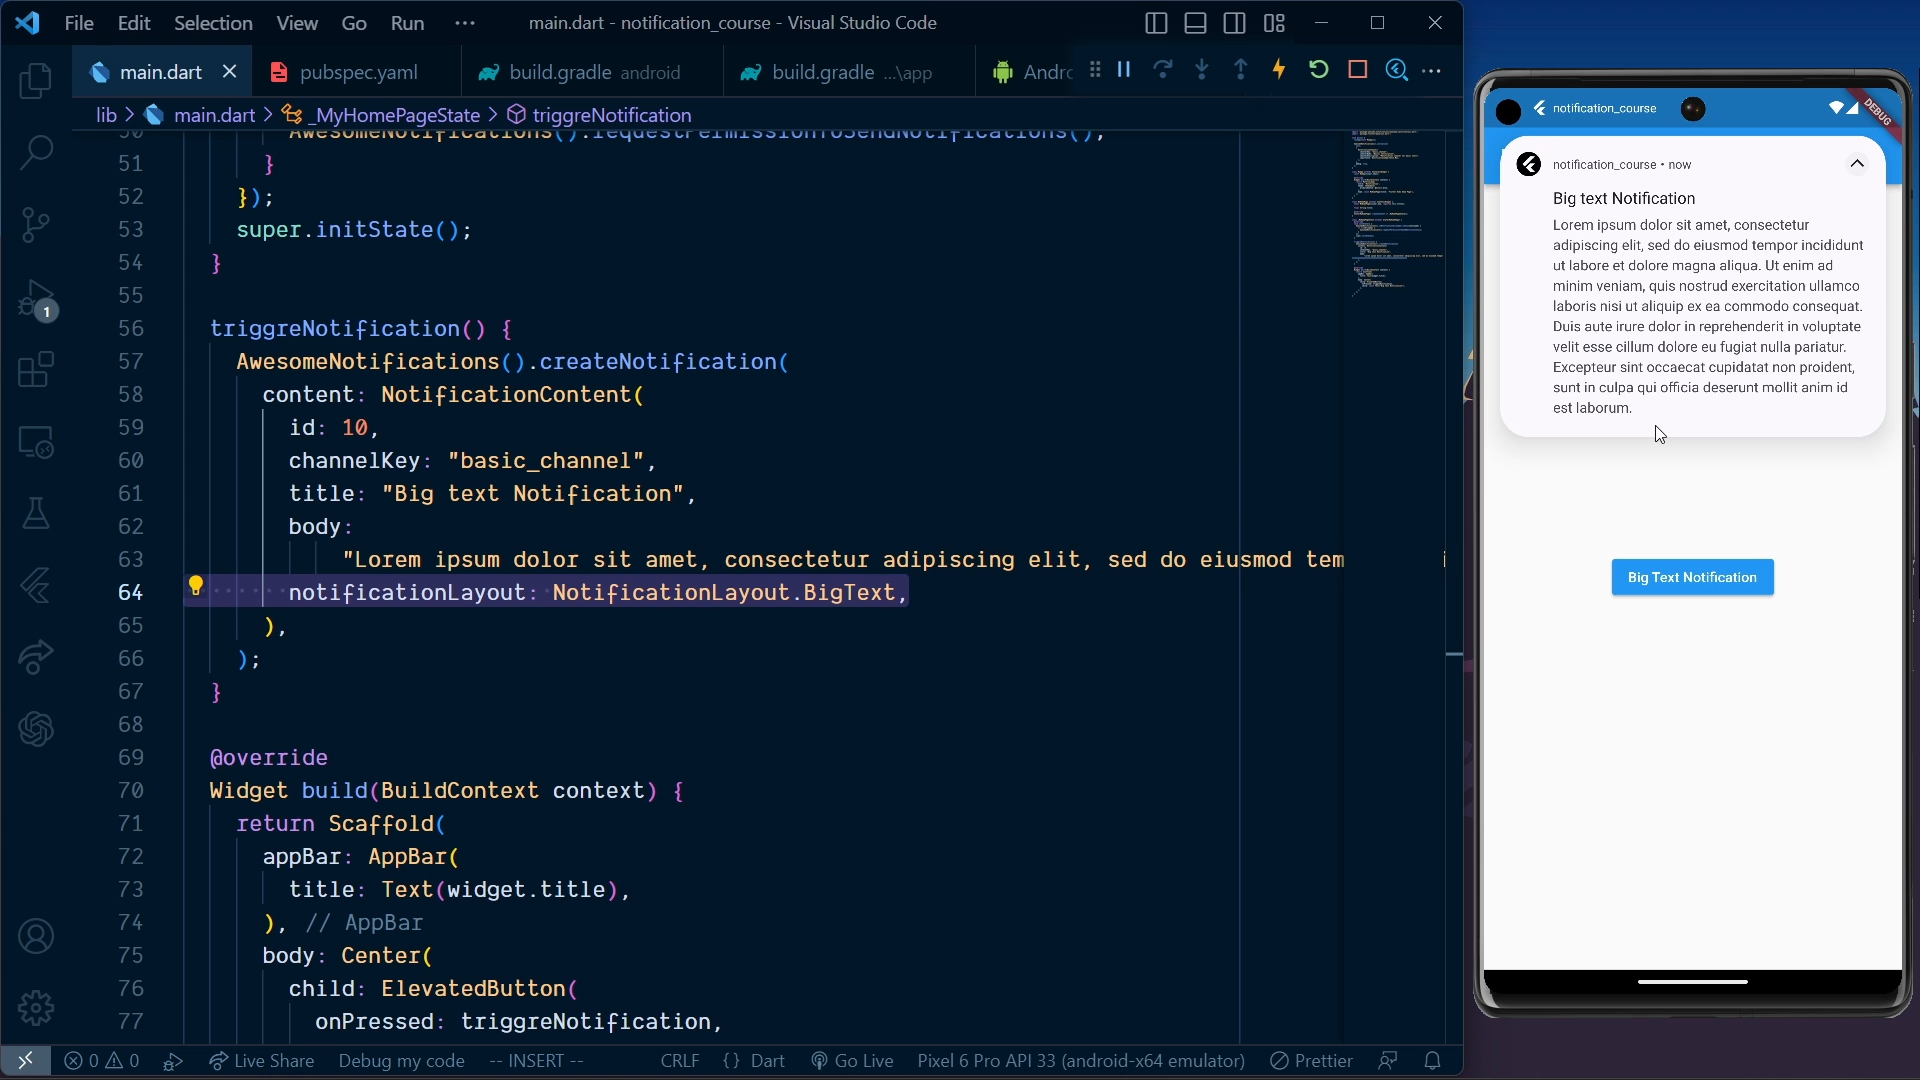 File Edit Selection View Go Run ··· main.dart - notification_course - Visual Studio Code
main.dart pubspec.yaml build.gradle android build.gradle ...\app Andrc
lib > main.dart > _MyHomePageState > triggreNotification
50 AwesomeNotifications().requestPermissionToSendNotifications();
51 }
52 });
53 super.initState();
54 }
55
56 triggreNotification() {
57 AwesomeNotifications().createNotification(
58 content: NotificationContent(
59 id: 10,
60 channelKey: "basic_channel",
61 title: "Big text Notification",
62 body:
63 "Lorem ipsum dolor sit amet, consectetur adipiscing elit, sed do eiusmod tem
64 notificationLayout: NotificationLayout.BigText,
65 ),
66 );
67 }
68
69 @override
70 Widget build(BuildContext context) {
71 return Scaffold(
72 appBar: AppBar(
73 title: Text(widget.title),
74 ), // AppBar
75 body: Center(
76 child: ElevatedButton(
77 onPressed: triggreNotification,
1
0 0 Live Share Debug my code -- INSERT -- CRLF {} Dart Go Live Pixel 6 Pro API 33 (android-x64 emulator) Prettier
notification_course
DEBUG
notification_course • now
Big text Notification
Lorem ipsum dolor sit amet, consectetur
adipiscing elit, sed do eiusmod tempor incididunt
ut labore et dolore magna aliqua. Ut enim ad
minim veniam, quis nostrud exercitation ullamco
laboris nisi ut aliquip ex ea commodo consequat.
Duis aute irure dolor in reprehenderit in voluptate
velit esse cillum dolore eu fugiat nulla pariatur.
Excepteur sint occaecat cupidatat non proident,
sunt in culpa qui officia deserunt mollit anim id
est laborum.
Big Text Notification